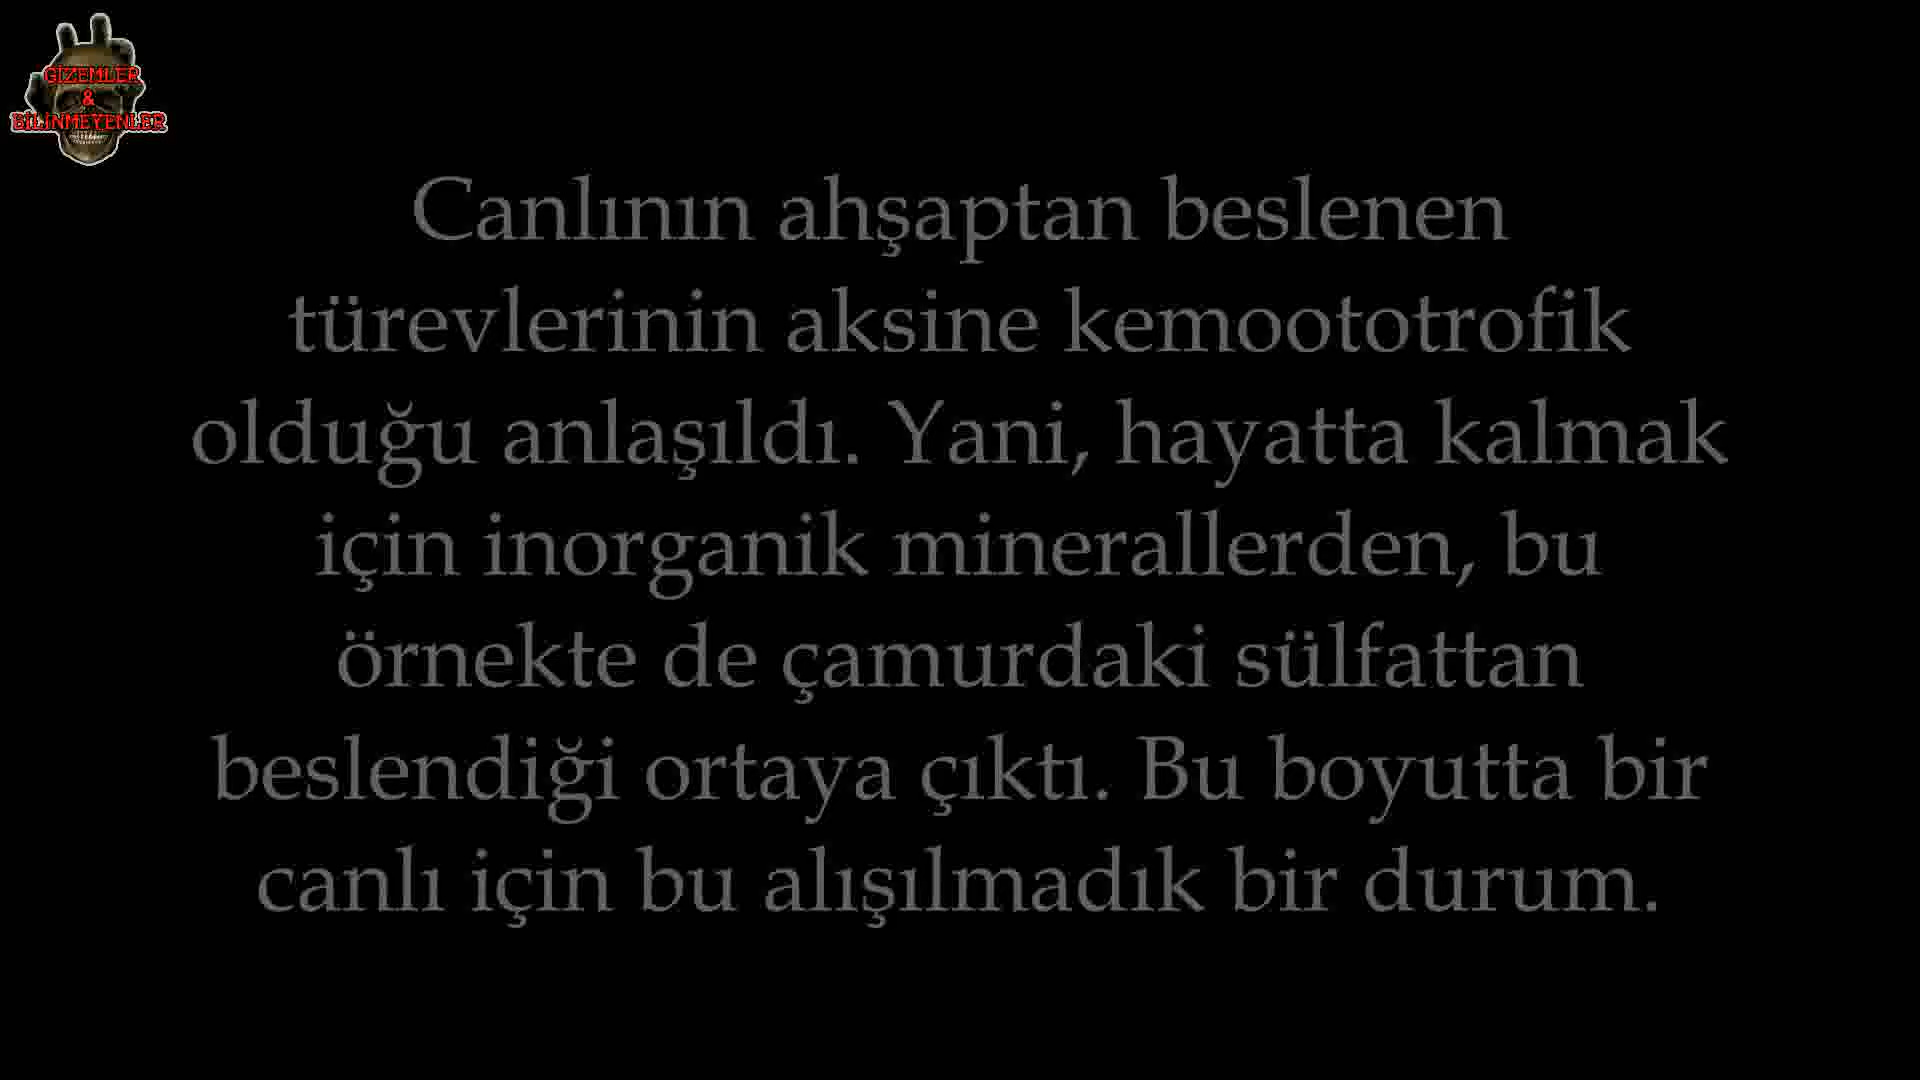 GİZEMLER
&
BİLİNMEYENLER
Canlının ahşaptan beslenen
türevlerinin aksine kemoototrofik
olduğu anlaşıldı. Yani, hayatta kalmak
için inorganik minerallerden, bu
örnekte de çamurdaki sülfattan
beslendiği ortaya çıktı. Bu boyutta bir
canlı için bu alışılmadık bir durum.